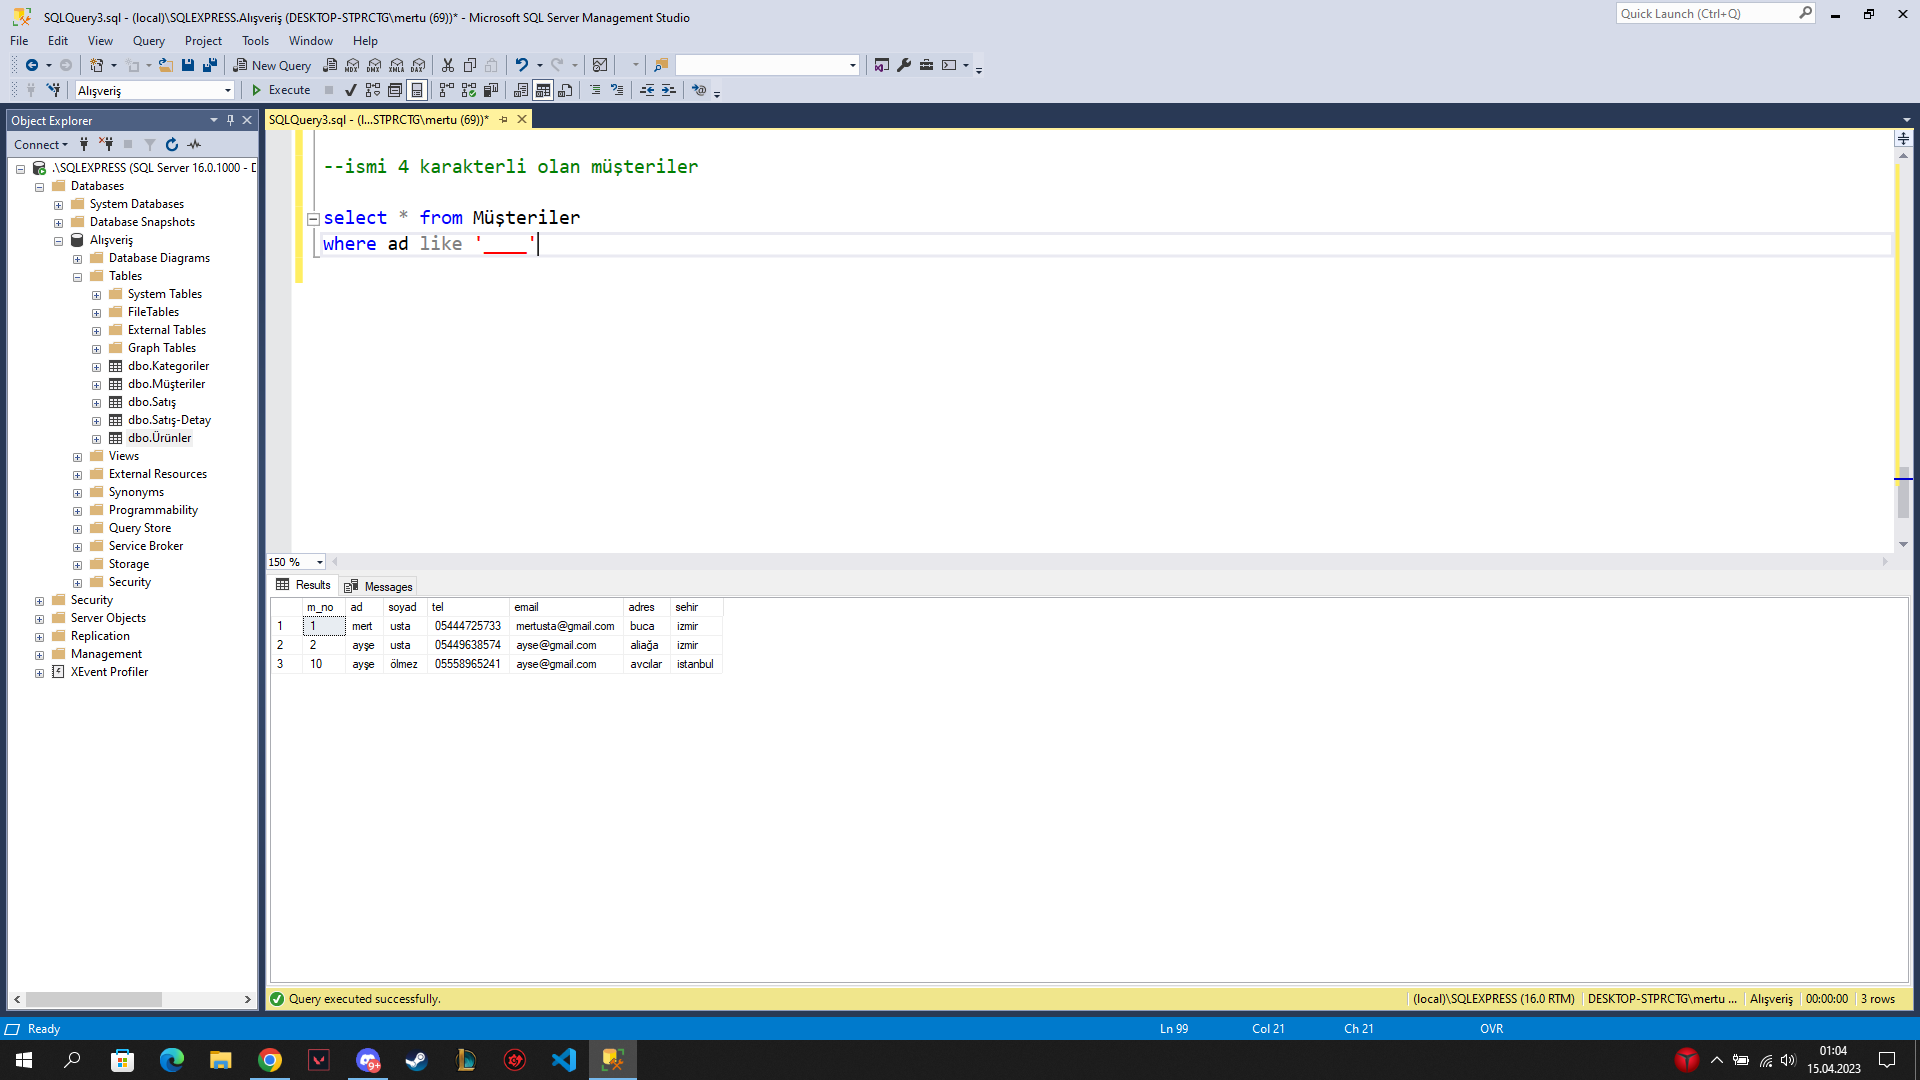 SQLQuery3.sql - (local)\SQLEXPRESS.Alışveriş (DESKTOP-STPRCTG\mertu (69))* - Microsoft SQL Server Management Studio
Quick Launch (Ctrl+Q)
File Edit View Query Project Tools Window Help
New Query
MDX DMX XMLA DAX
Alışveriş
Execute
Object Explorer
Connect
.\SQLEXPRESS (SQL Server 16.0.1000 - D
Databases
System Databases
Database Snapshots
Alışveriş
Database Diagrams
Tables
System Tables
FileTables
External Tables
Graph Tables
dbo.Kategoriler
dbo.Müşteriler
dbo.Satış
dbo.Satış-Detay
dbo.Ürünler
Views
External Resources
Synonyms
Programmability
Query Store
Service Broker
Storage
Security
Security
Server Objects
Replication
Management
XEvent Profiler
SQLQuery3.sql - (l...STPRCTG\mertu (69))*
--ismi 4 karakterli olan müşteriler
select * from Müşteriler
where ad like '____'
150 %
Results Messages
m_no ad soyad tel email adres sehir
1 1 mert usta 05444725733 mertusta@gmail.com buca izmir
2 2 ayşe usta 05449638574 ayse@gmail.com aliağa izmir
3 10 ayşe ölmez 05558965241 ayse@gmail.com avcılar istanbul
Query executed successfully.
(local)\SQLEXPRESS (16.0 RTM) DESKTOP-STPRCTG\mertu ... Alışveriş 00:00:00 3 rows
Ready
Ln 99 Col 21 Ch 21 OVR
9+
01:04
15.04.2023